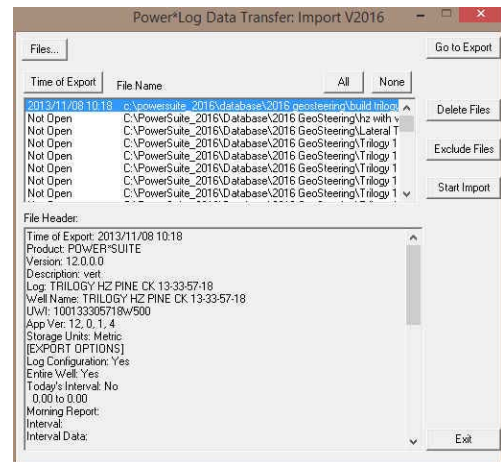 Power*Log Data Transfer: Import V2016
Files...
Go to Export
Time of Export File Name All None
2013/11/08 10:18 c:\powersuite_2016\database\2016 geosteering\build trilogy
Not Open C:\PowerSuite_2016\Database\2016 GeoSteering\hz with v
Not Open C:\PowerSuite_2016\Database\2016 GeoSteering\Lateral T
Not Open C:\PowerSuite_2016\Database\2016 GeoSteering\Trilogy 1
Not Open C:\PowerSuite_2016\Database\2016 GeoSteering\Trilogy 1
Not Open C:\PowerSuite_2016\Database\2016 GeoSteering\Trilogy 1
Not Open C:\PowerSuite_2016\Database\2016 GeoSteering\Trilogy 1
Delete Files
Exclude Files
Start Import
File Header:
Time of Export: 2013/11/08 10:18
Product: POWER*SUITE
Version: 12.0.0.0
Description: vert
Log: TRILOGY HZ PINE CK 13-33-57-18
Well Name: TRILOGY HZ PINE CK 13-33-57-18
UWI: 100133305718W500
App Ver: 12, 0, 1, 4
Storage Units: Metric
[EXPORT OPTIONS]
Log Configuration: Yes
Entire Well: Yes
Today's Interval: No
0.00 to 0.00
Morning Report:
Interval:
Interval Data:
Exit